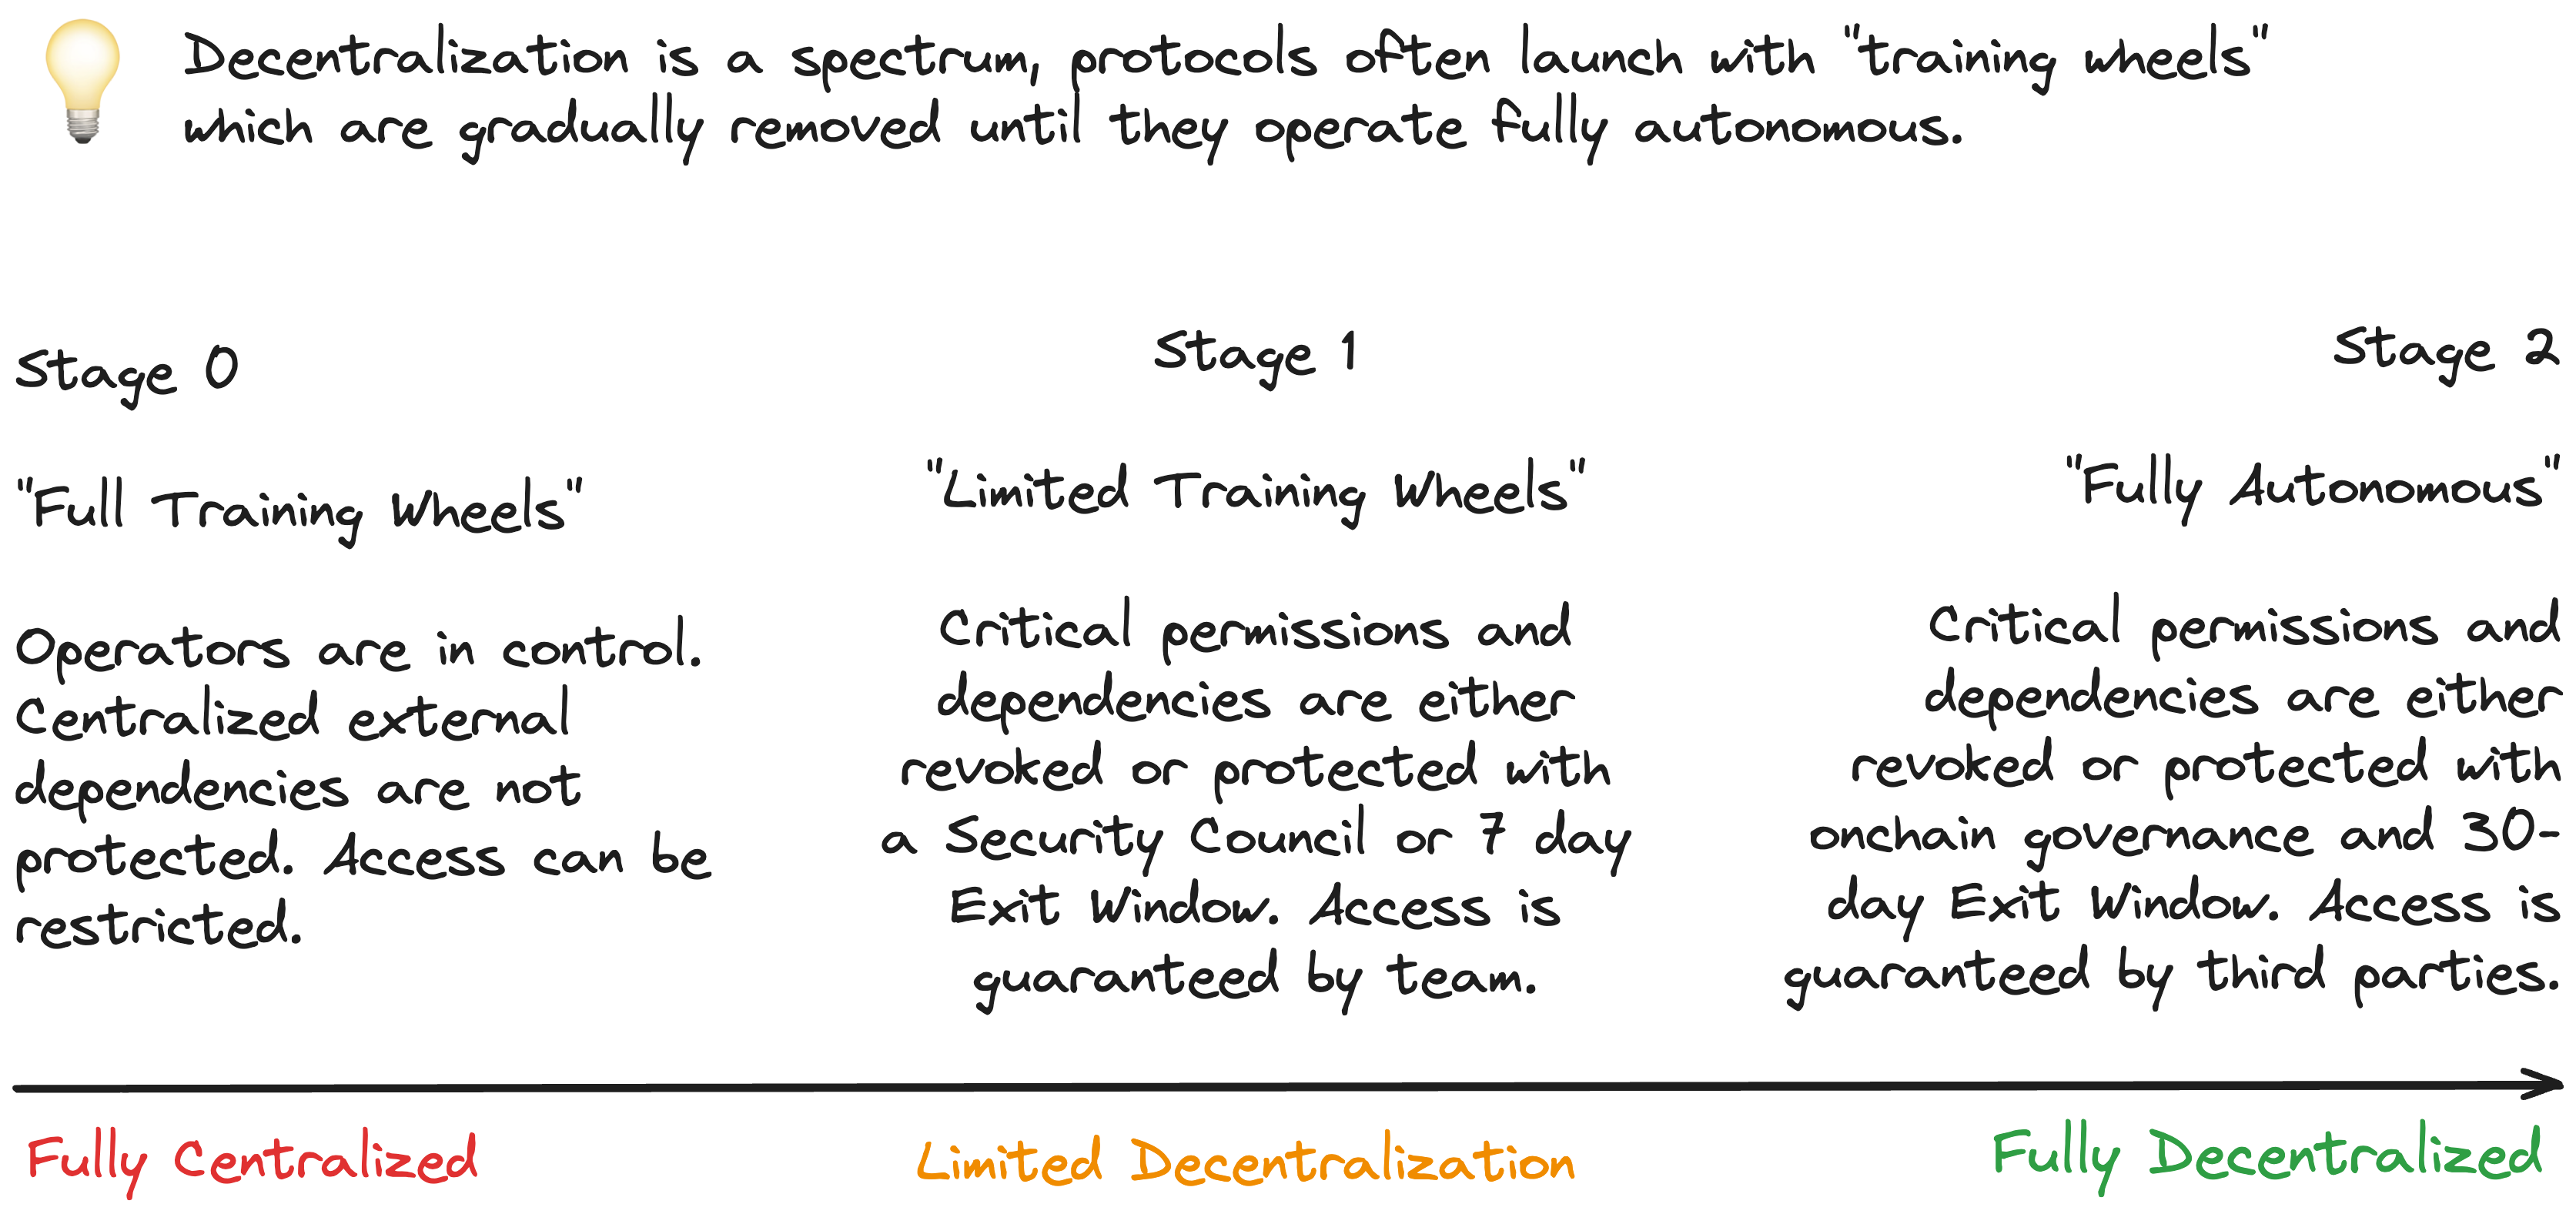 Decentralization is a spectrum, protocols often launch with "training wheels"
which are gradually removed until they operate fully autonomous.
Stage 0
"Full Training Wheels"
Operators are in control.
Centralized external
dependencies are not
protected. Access can be
restricted.
Stage 1
"Limited Training Wheels"
Critical permissions and
dependencies are either
revoked or protected with
a Security Council or 7 day
Exit Window. Access is
guaranteed by team.
Stage 2
"Fully Autonomous"
Critical permissions and
dependencies are either
revoked or protected with
onchain governance and 30-
day Exit Window. Access is
guaranteed by third parties.
Fully Centralized
Limited Decentralization
Fully Decentralized